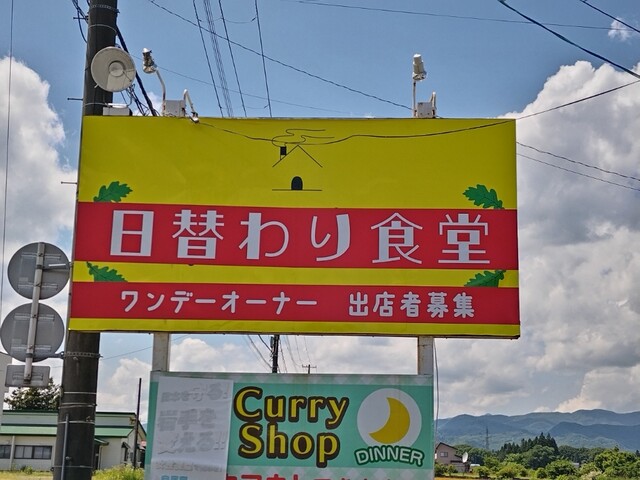 日替わり食堂
ワンデーオーナー 出店者募集
Curry
Shop
DINNER